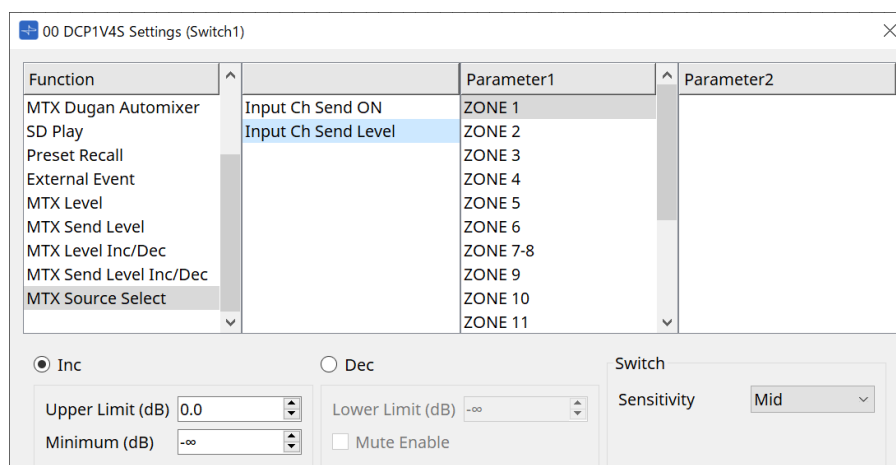 00 DCP1V4S Settings (Switch1)
Function Parameter1 Parameter2
MTX Dugan Automixer Input Ch Send ON ZONE 1
SD Play Input Ch Send Level ZONE 2
Preset Recall ZONE 3
External Event ZONE 4
MTX Level ZONE 5
MTX Send Level ZONE 6
MTX Level Inc/Dec ZONE 7-8
MTX Send Level Inc/Dec ZONE 9
MTX Source Select ZONE 10
ZONE 11
Inc Dec Switch
Upper Limit (dB) 0.0 Lower Limit (dB) -∞ Sensitivity Mid
Minimum (dB) -∞ Mute Enable